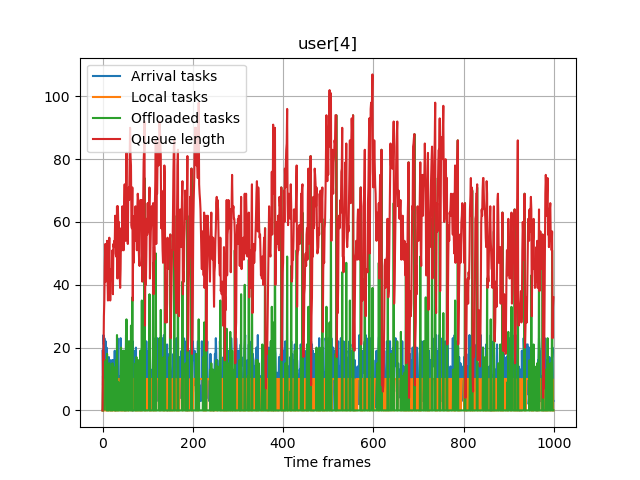 user[4]
Arrival tasks
Local tasks
Offloaded tasks
Queue length
100
80
60
40
20
0
0 200 400 600 800 1000
Time frames